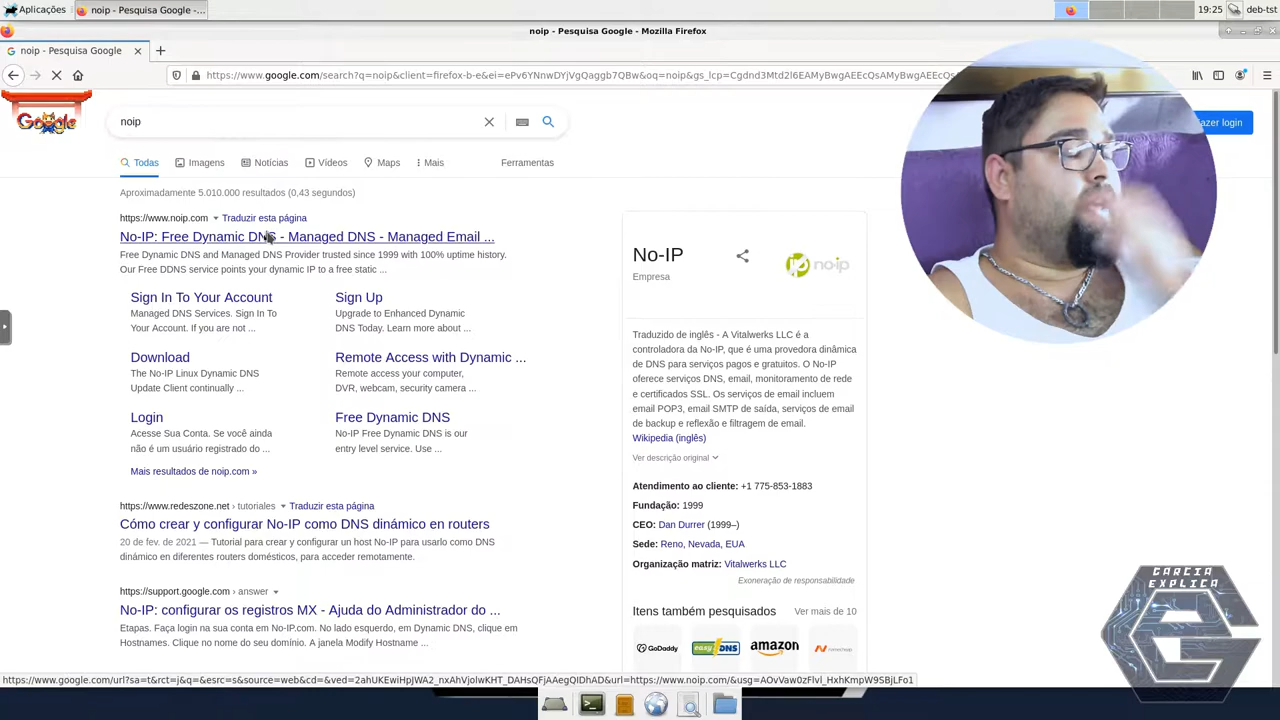 Aplicações
noip - Pesquisa Google -...
19:25
deb-tst
noip - Pesquisa Google - Mozilla Firefox
noip - Pesquisa Google
https://www.google.com/search?q=noip&client=firefox-b-e&ei=ePv6YNnwDYjVgQaggb7QBw&oq=noip&gs_lcp=Cgdnd3Mtd2l6EAMyBwgAEEcQsAMyBwgAEEcQsAMyBwgAEEcQs
Google
noip
azer login
Todas
Imagens
Notícias
Vídeos
Maps
Mais
Ferramentas
Aproximadamente 5.010.000 resultados (0,43 segundos)
https://www.noip.com
Traduzir esta página
No-IP: Free Dynamic DNS - Managed DNS - Managed Email ...
Free Dynamic DNS and Managed DNS Provider trusted since 1999 with 100% uptime history.
Our Free DDNS service points your dynamic IP to a free static ...
Sign In To Your Account
Managed DNS Services. Sign In To
Your Account. If you are not ...
Sign Up
Upgrade to Enhanced Dynamic
DNS Today. Learn more about ...
Download
The No-IP Linux Dynamic DNS
Update Client continually ...
Remote Access with Dynamic ...
Remote access your computer,
DVR, webcam, security camera ...
Login
Acesse Sua Conta. Se você ainda
não é um usuário registrado do ...
Free Dynamic DNS
No-IP Free Dynamic DNS is our
entry level service. Use ...
Mais resultados de noip.com »
https://www.redeszone.net › tutoriales
Traduzir esta página
Cómo crear y configurar No-IP como DNS dinámico en routers
20 de fev. de 2021 — Tutorial para crear y configurar un host No-IP para usarlo como DNS
dinámico en diferentes routers domésticos, para acceder remotamente.
https://support.google.com › answer
No-IP: configurar os registros MX - Ajuda do Administrador do ...
Etapas. Faça login na sua conta em No-IP.com. No lado esquerdo, em Dynamic DNS, clique em
Hostnames. Clique no nome do seu domínio. A janela Modify Hostname ...
No-IP
Empresa
no-ip
Traduzido de inglês - A Vitalwerks LLC é a
controladora da No-IP, que é uma provedora dinâmica
de DNS para serviços pagos e gratuitos. O No-IP
oferece serviços DNS, email, monitoramento de rede
e certificados SSL. Os serviços de email incluem
email POP3, email SMTP de saída, serviços de email
de backup e reflexão e filtragem de email.
Wikipedia (inglês)
Ver descrição original
Atendimento ao cliente: +1 775-853-1883
Fundação: 1999
CEO: Dan Durrer (1999–)
Sede: Reno, Nevada, EUA
Organização matriz: Vitalwerks LLC
Exoneração de responsabilidade
Itens também pesquisados
Ver mais de 10
GoDaddy
easyDNS
amazon
GARCIA
EXPLICA